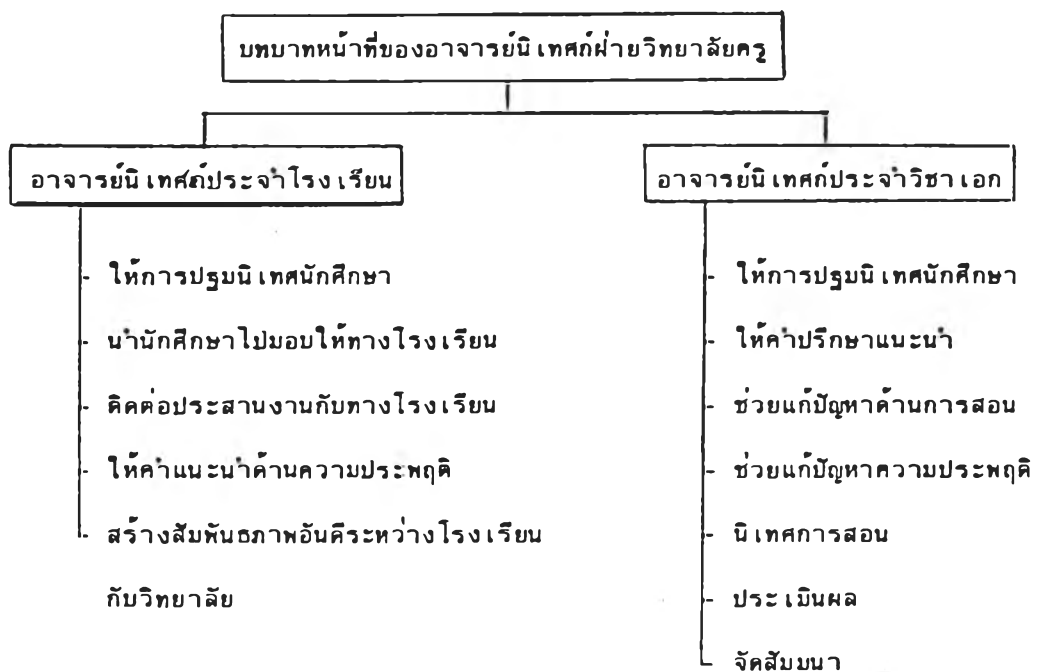 บทบาทหน้าที่ของอาจารย์นิเทศก์ฝ่ายวิทยาลัยครู
อาจารย์นิเทศก์ประจำโรงเรียน
- ให้การปฐมนิเทศนักศึกษา
- นำนักศึกษาไปมอบให้ทางโรงเรียน
- ติดต่อประสานงานกับทางโรงเรียน
- ให้คำแนะนำด้านความประพฤติ
- สร้างสัมพันธภาพอันดีระหว่างโรงเรียน
กับวิทยาลัย
อาจารย์นิเทศก์ประจำวิชาเอก
- ให้การปฐมนิเทศนักศึกษา
- ให้คำปรึกษาแนะนำ
- ช่วยแก้ปัญหาด้านการสอน
- ช่วยแก้ปัญหาความประพฤติ
- นิเทศการสอน
- ประเมินผล
- จัดสัมมนา